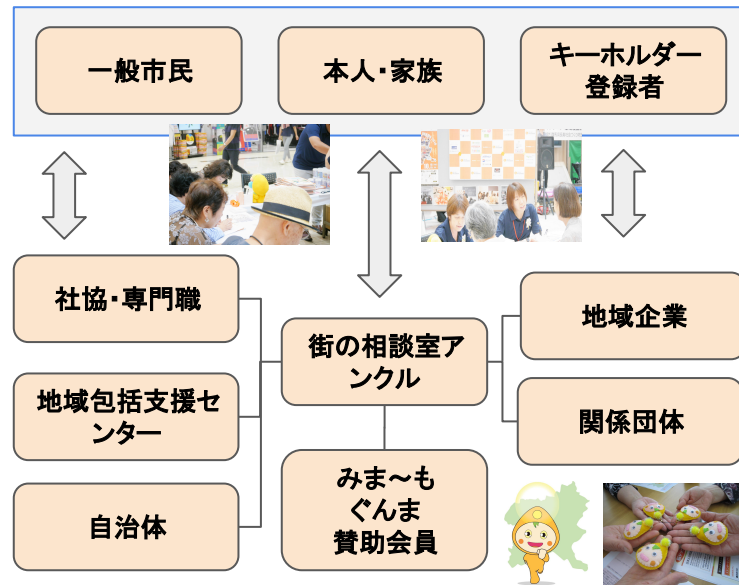 一般市民
本人・家族
キーホルダー
登録者
社協・専門職
地域包括支援セ
ンター
自治体
街の相談室ア
ンクル
みま～も
ぐんま
賛助会員
地域企業
関係団体